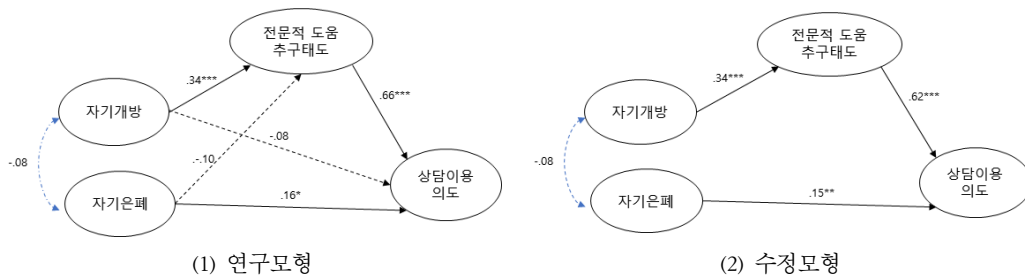 전문적 도움
추구태도
.34***
.66***
자기개방
-.08
-.08
.-.10
상담이용
의도
자기은폐
.16*
(1) 연구모형
전문적 도움
추구태도
.34***
.62***
자기개방
-.08
상담이용
의도
자기은폐
.15**
(2) 수정모형